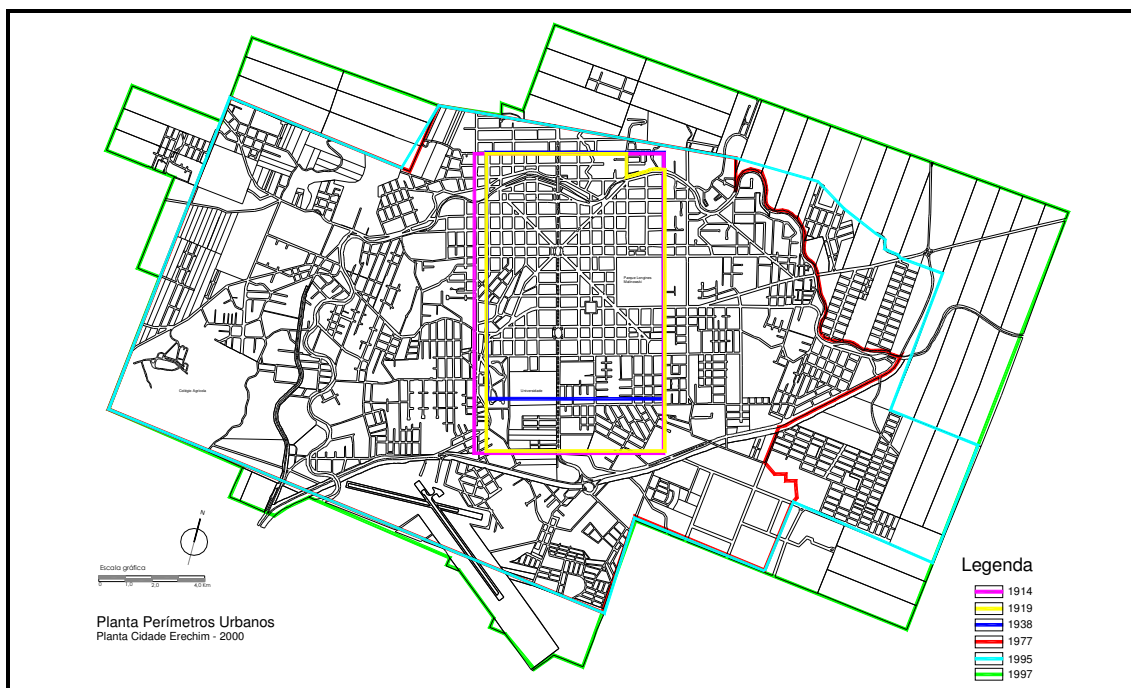 Parque Longines
Malinowski
Universidade
Colégio Agrícola
N
Escala gráfica
0 1,0 2,0 4,0 Km
Planta Perímetros Urbanos
Planta Cidade Erechim - 2000
Legenda
1914
1919
1938
1977
1995
1997